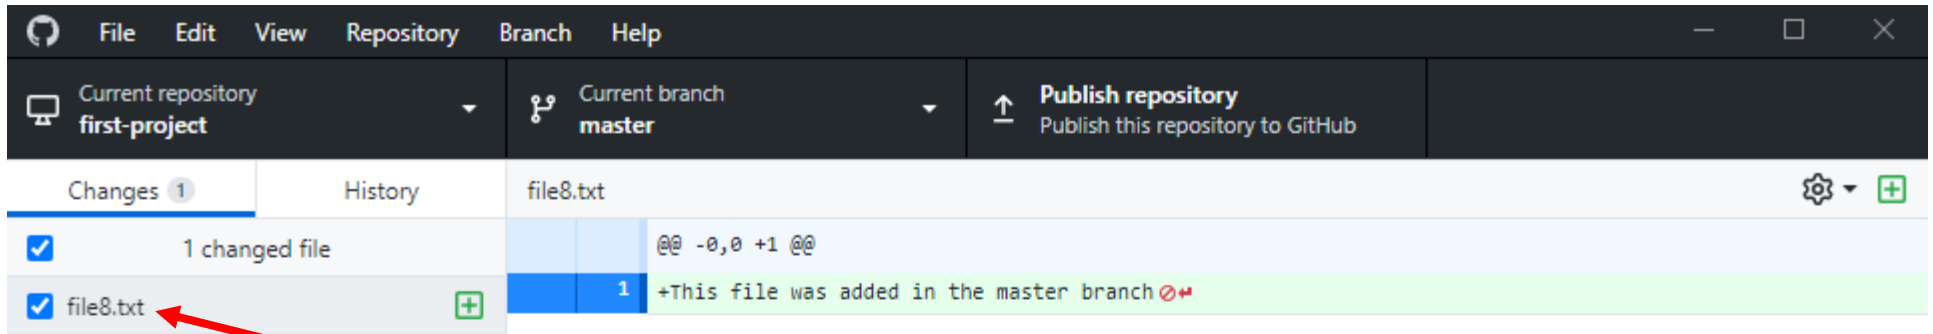 File Edit View Repository Branch Help
Current repository
first-project
Current branch
master
Publish repository
Publish this repository to GitHub
Changes 1
History
file8.txt
1 changed file
@@ -0,0 +1 @@
file8.txt
1 +This file was added in the master branch